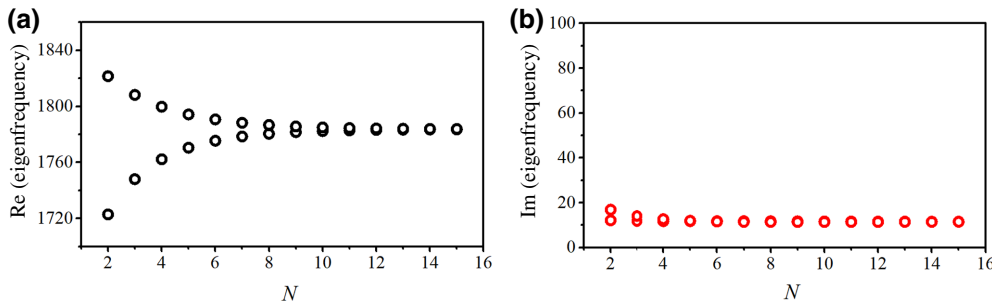 (a)
Re (eigenfrequency)
1840
1800
1760
1720
2 4 6 8 10 12 14 16
N
(b)
Im (eigenfrequency)
100
80
60
40
20
0
0 2 4 6 8 10 12 14 16
N